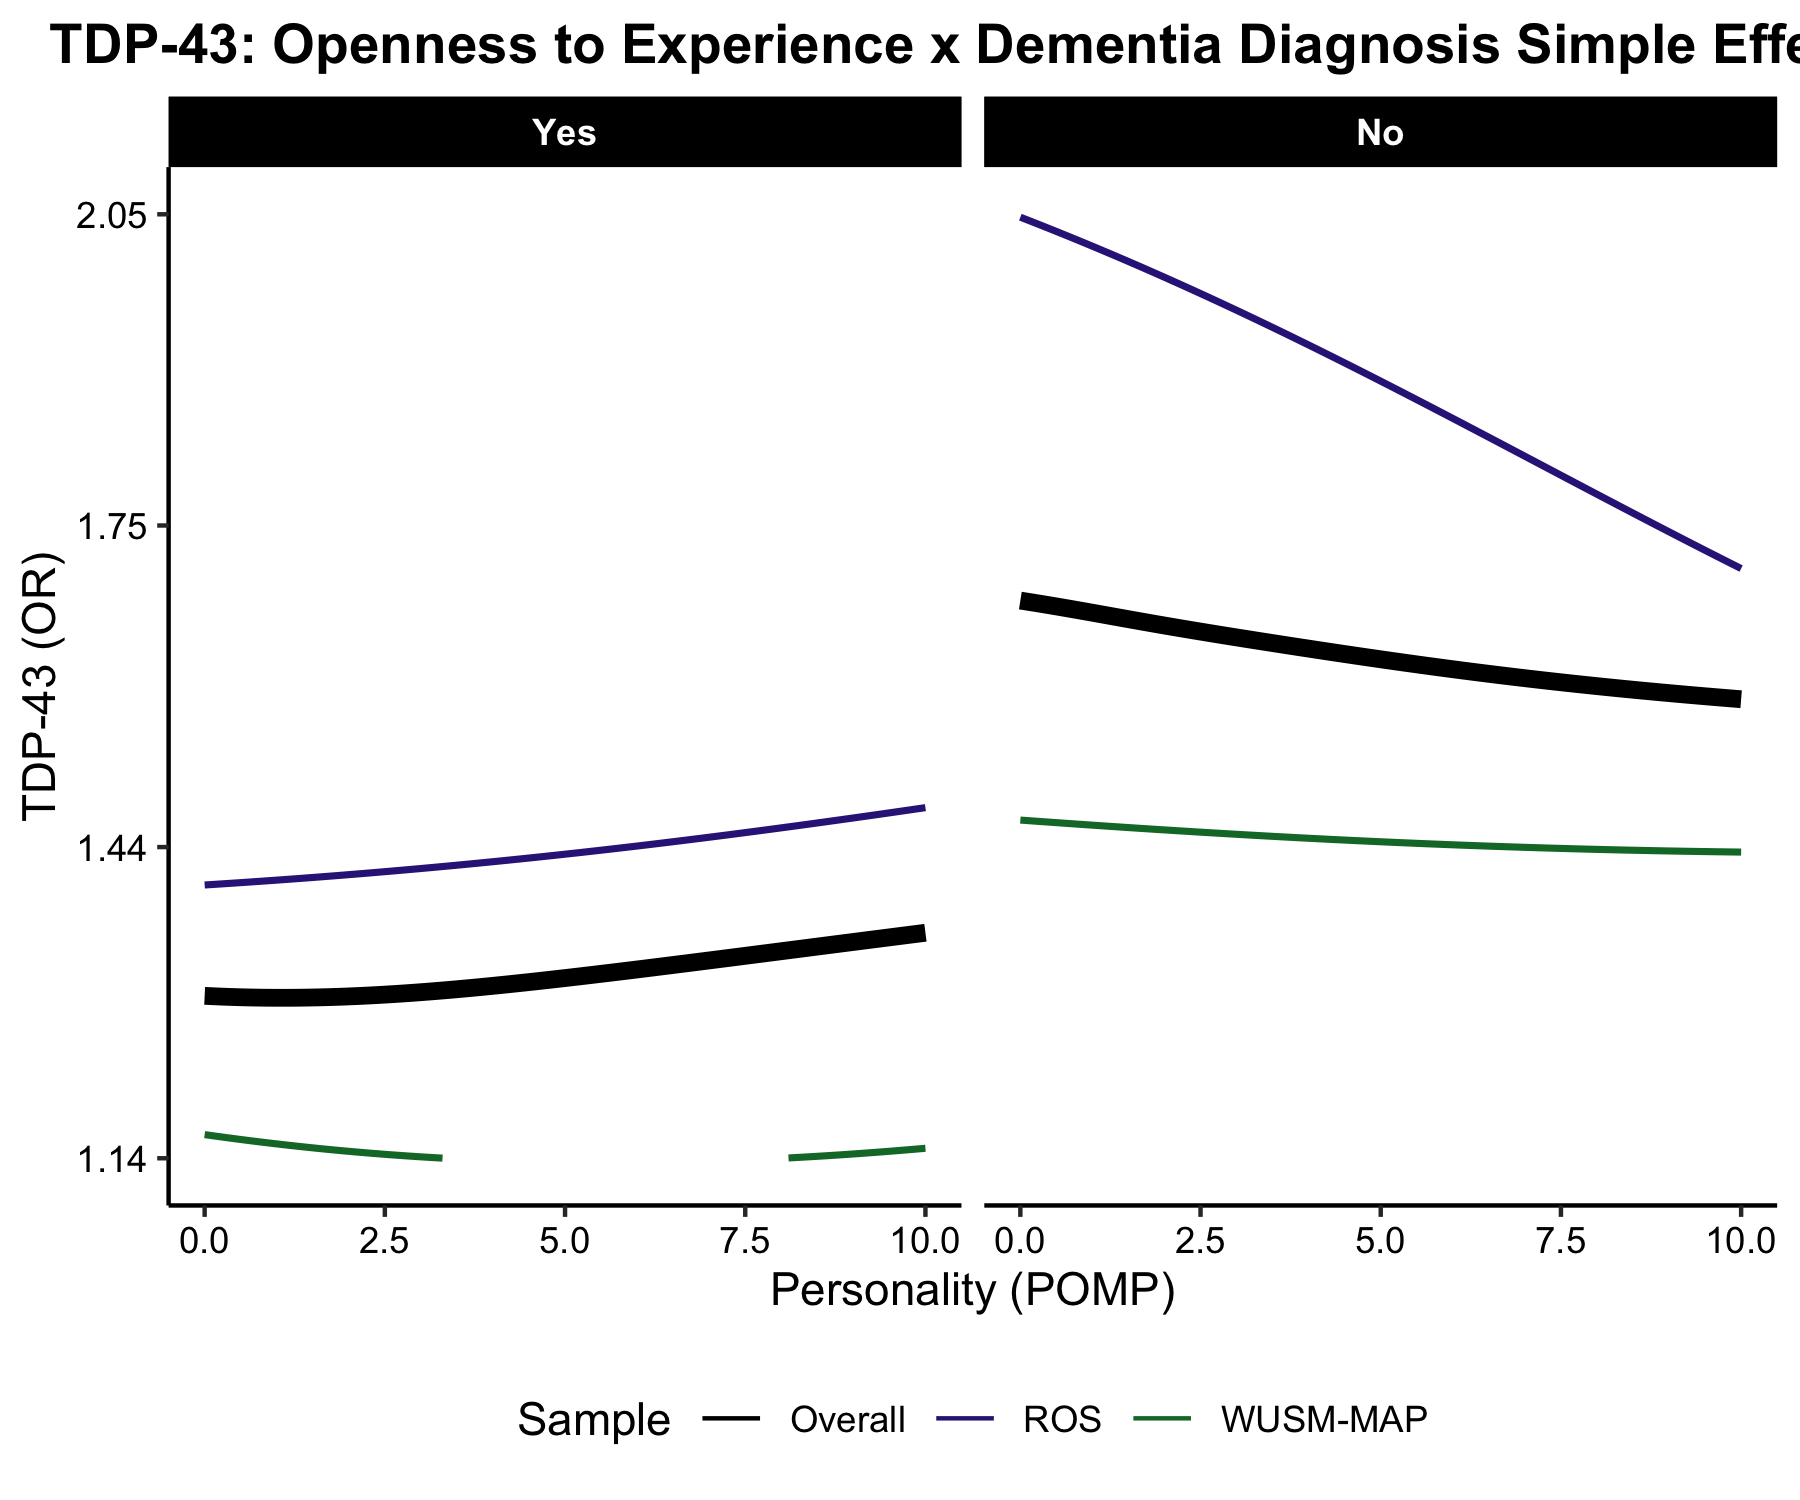 TDP-43: Openness to Experience x Dementia Diagnosis Simple Effe
Yes
No
2.05
1.75
1.44
1.14
TDP-43 (OR)
0.0 2.5 5.0 7.5 10.0
0.0 2.5 5.0 7.5 10.0
Personality (POMP)
Sample Overall ROS WUSM-MAP